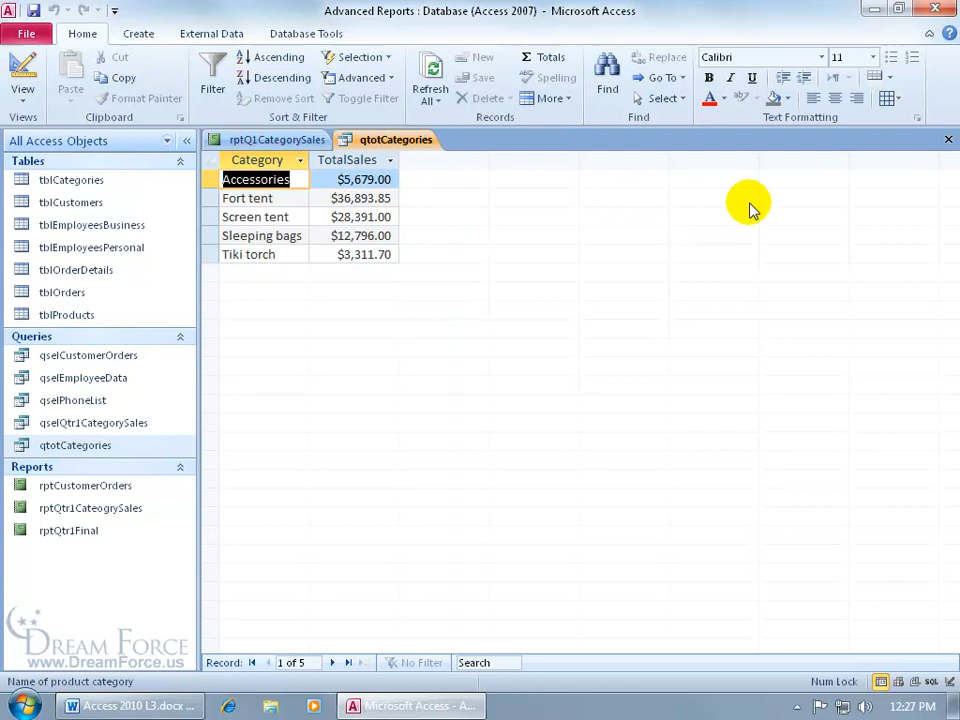 Advanced Reports : Database (Access 2007) - Microsoft Access
File Home Create External Data Database Tools
View
Views
Paste
Cut
Copy
Format Painter
Clipboard
Filter
Ascending
Descending
Remove Sort
Selection
Advanced
Toggle Filter
Sort & Filter
Refresh
All
New
Save
Delete
Totals
Spelling
More
Records
Find
Replace
Go To
Select
Find
Calibri 11
B I U
A ab
Text Formatting
All Access Objects
Tables
tblCategories
tblCustomers
tblEmployeesBusiness
tblEmployeesPersonal
tblOrderDetails
tblOrders
tblProducts
Queries
qselCustomerOrders
qselEmployeeData
qselPhoneList
qselQtr1CategorySales
qtotCategories
Reports
rptCustomerOrders
rptQtr1CateogrySales
rptQtr1Final
DREAM FORCE
www.DreamForce.us
rptQ1CategorySales qtotCategories
Category TotalSales
Accessories $5,679.00
Fort tent $36,893.85
Screen tent $28,391.00
Sleeping bags $12,796.00
Tiki torch $3,311.70
Record: 1 of 5 No Filter Search
Name of product category Num Lock SQL
Access 2010 L3.docx ... Microsoft Access - A... 12:27 PM